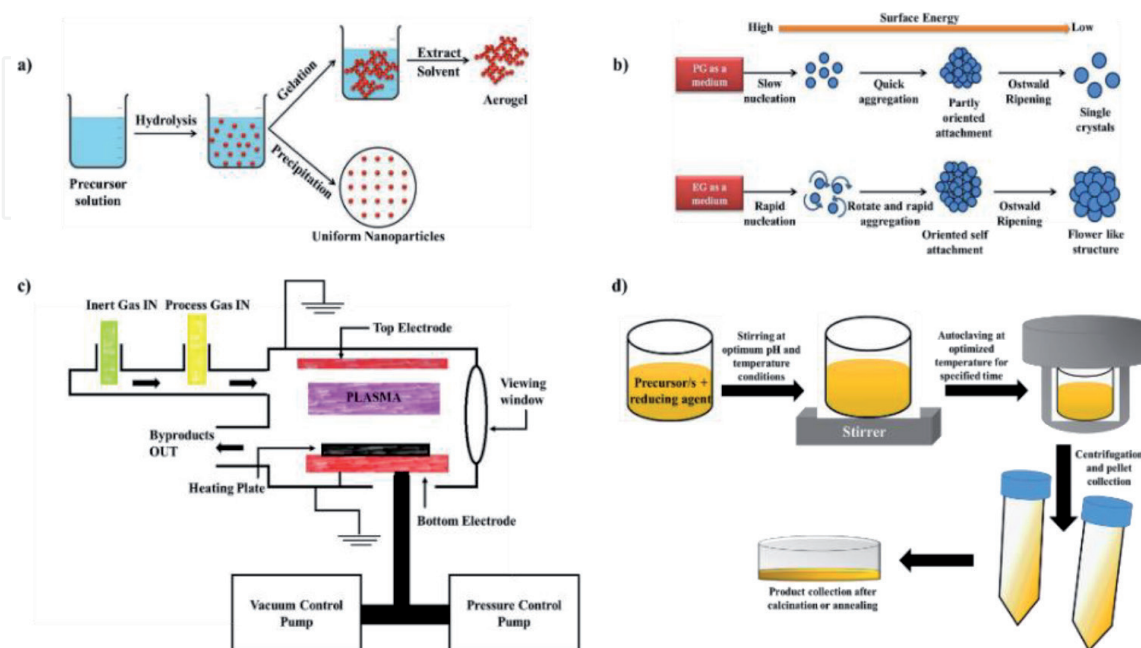 a)
Precursor
solution
Hydrolysis
Gelation
Extract
Solvent
Aerogel
Precipitation
Uniform Nanoparticles
b)
Surface Energy
High
Low
PG as a
medium
Slow
nucleation
Quick
aggregation
Partly
oriented
attachment
Ostwald
Ripening
Single
crystals
EG as a
medium
Rapid
nucleation
Rotate and rapid
aggregation
Oriented self
attachment
Ostwald
Ripening
Flower like
structure
c)
Inert Gas IN
Process Gas IN
Top Electrode
PLASMA
Viewing
window
Byproducts
OUT
Heating Plate
Bottom Electrode
Vacuum Control
Pump
Pressure Control
Pump
d)
Precursor/s +
reducing agent
Stirring at
optimum pH and
temperature
conditions
Stirrer
Autoclaving at
optimized
temperature for
specified time
Centrifugation
and pellet
collection
Product collection after
calcination or annealing